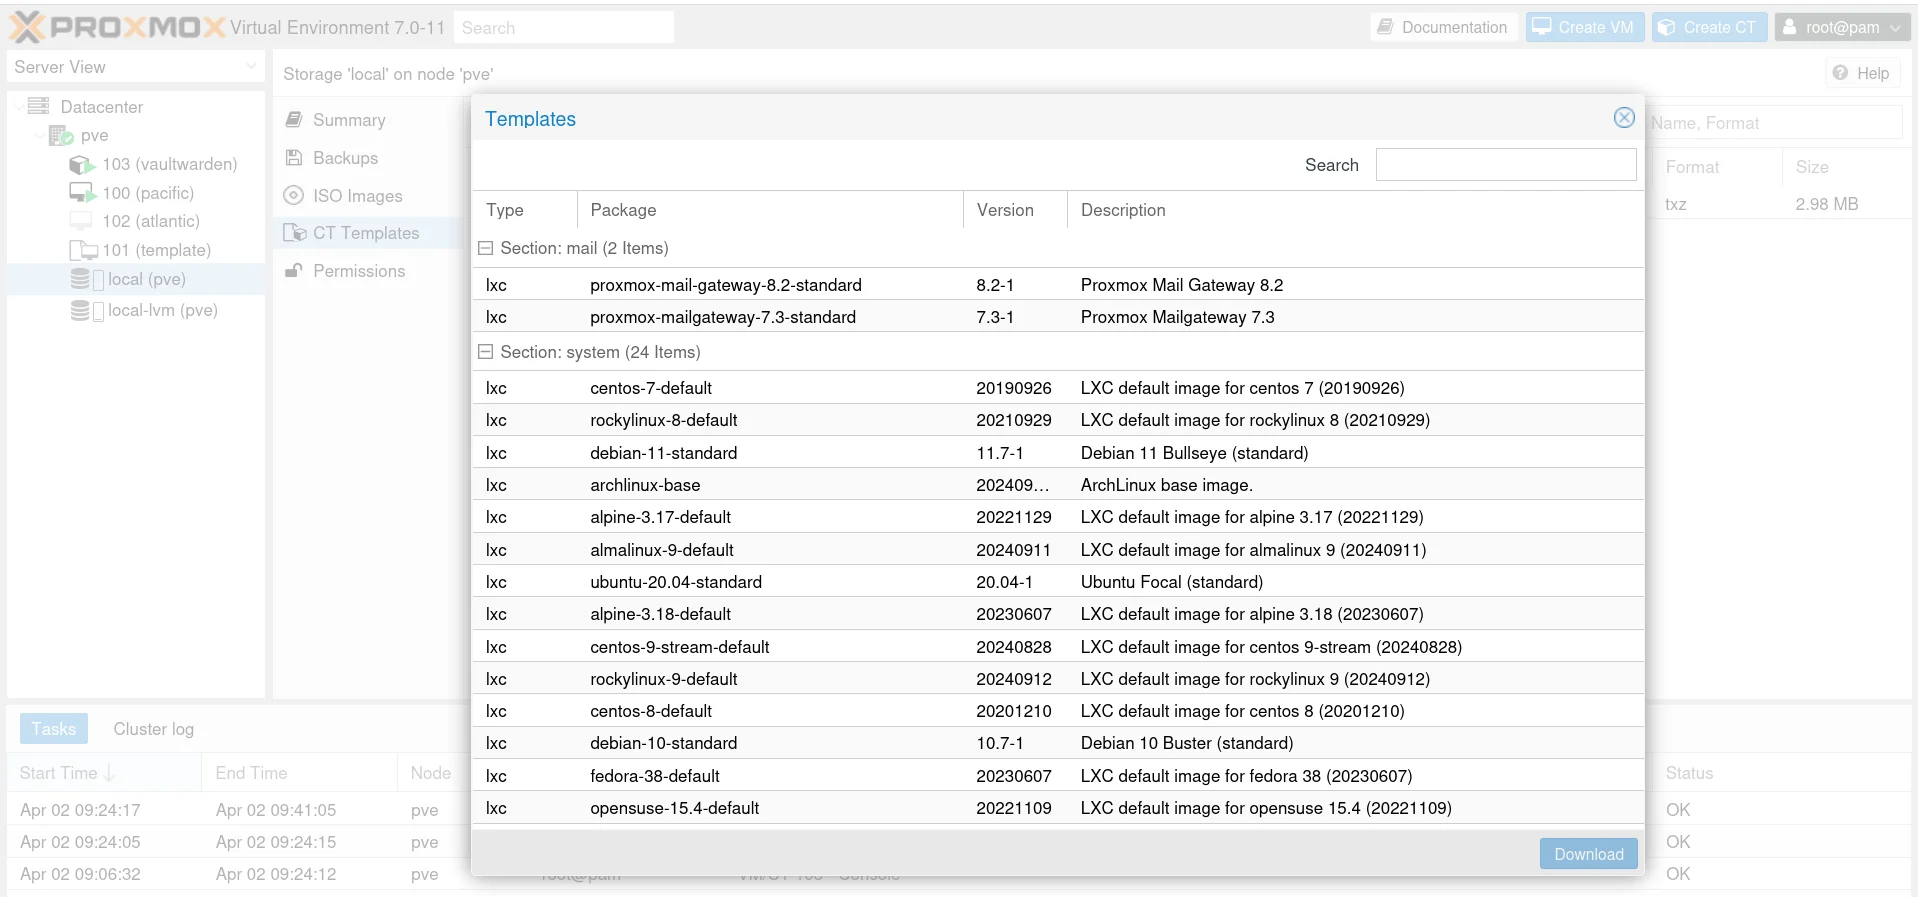 PROXMOX Virtual Environment 7.0-11 Search Documentation Create VM Create CT root@pam
Server View
Storage 'local' on node 'pve' Help
Datacenter
pve
103 (vaultwarden)
100 (pacific)
102 (atlantic)
101 (template)
local (pve)
local-lvm (pve)
Summary
Backups
ISO Images
CT Templates
Permissions
Name, Format
Format Size
txz 2.98 MB
Templates
Search
Type Package Version Description
Section: mail (2 Items)
lxc proxmox-mail-gateway-8.2-standard 8.2-1 Proxmox Mail Gateway 8.2
lxc proxmox-mailgateway-7.3-standard 7.3-1 Proxmox Mailgateway 7.3
Section: system (24 Items)
lxc centos-7-default 20190926 LXC default image for centos 7 (20190926)
lxc rockylinux-8-default 20210929 LXC default image for rockylinux 8 (20210929)
lxc debian-11-standard 11.7-1 Debian 11 Bullseye (standard)
lxc archlinux-base 202409... ArchLinux base image.
lxc alpine-3.17-default 20221129 LXC default image for alpine 3.17 (20221129)
lxc almalinux-9-default 20240911 LXC default image for almalinux 9 (20240911)
lxc ubuntu-20.04-standard 20.04-1 Ubuntu Focal (standard)
lxc alpine-3.18-default 20230607 LXC default image for alpine 3.18 (20230607)
lxc centos-9-stream-default 20240828 LXC default image for centos 9-stream (20240828)
lxc rockylinux-9-default 20240912 LXC default image for rockylinux 9 (20240912)
lxc centos-8-default 20201210 LXC default image for centos 8 (20201210)
lxc debian-10-standard 10.7-1 Debian 10 Buster (standard)
lxc fedora-38-default 20230607 LXC default image for fedora 38 (20230607)
lxc opensuse-15.4-default 20221109 LXC default image for opensuse 15.4 (20221109)
Download
Tasks Cluster log
Start Time End Time Node Status
Apr 02 09:24:17 Apr 02 09:41:05 pve OK
Apr 02 09:24:05 Apr 02 09:24:15 pve OK
Apr 02 09:06:32 Apr 02 09:24:12 pve root@pam VM/CT 103 - Console OK